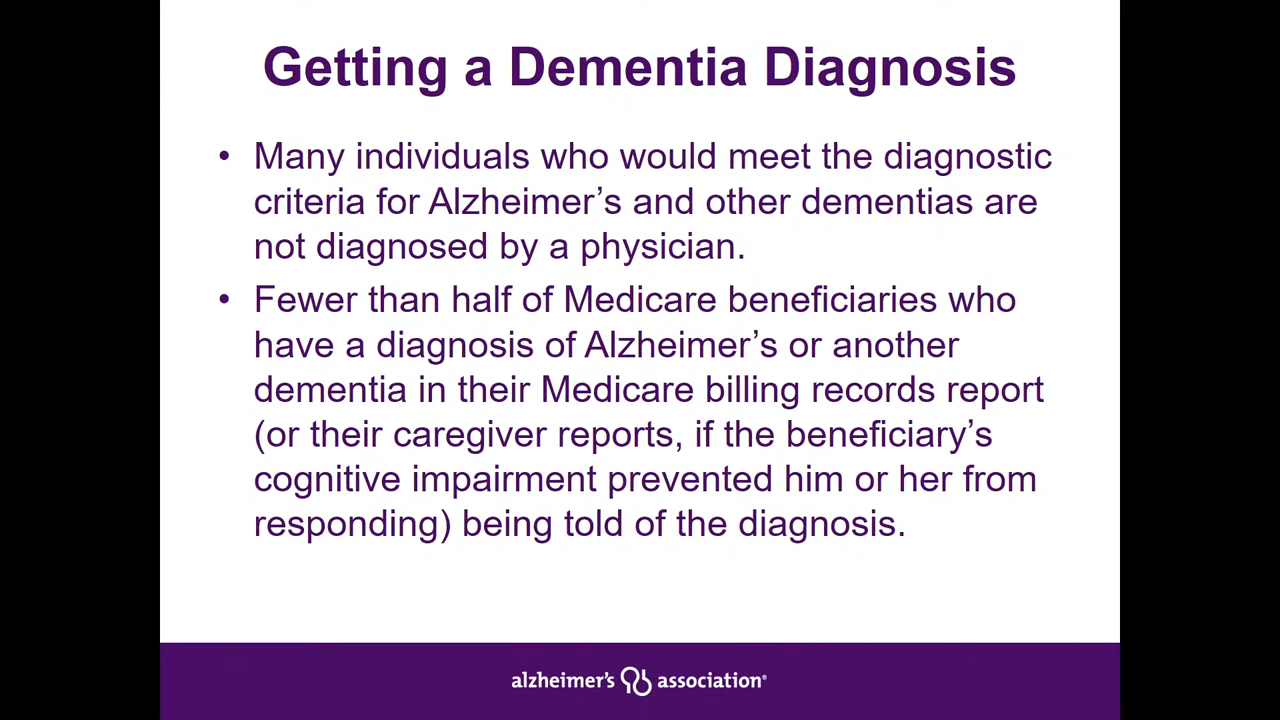 Getting a Dementia Diagnosis
• Many individuals who would meet the diagnostic
criteria for Alzheimer’s and other dementias are
not diagnosed by a physician.
• Fewer than half of Medicare beneficiaries who
have a diagnosis of Alzheimer’s or another
dementia in their Medicare billing records report
(or their caregiver reports, if the beneficiary’s
cognitive impairment prevented him or her from
responding) being told of the diagnosis.
alzheimer’s association®